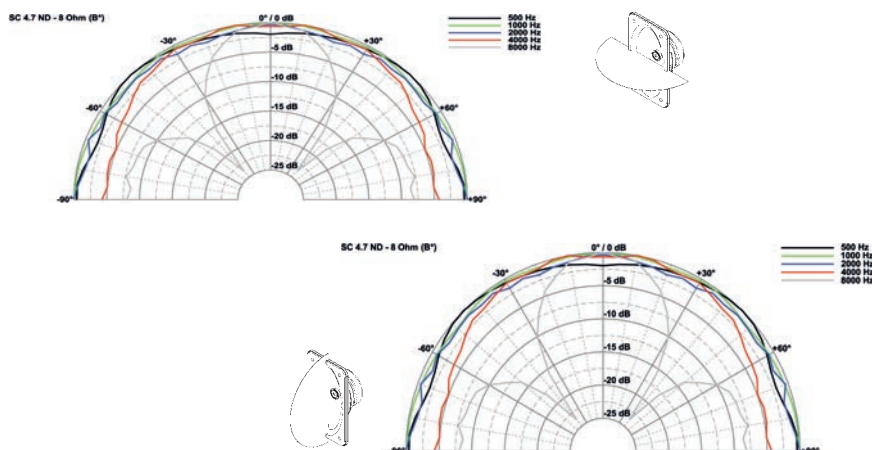 SC 4.7 ND - 8 Ohm (B*)
0° / 0 dB
500 Hz
1000 Hz
2000 Hz
4000 Hz
8000 Hz
-30°
+30°
-5 dB
-10 dB
-60°
+60°
-15 dB
-20 dB
-25 dB
-90°
+90°
SC 4.7 ND - 8 Ohm (B*)
0° / 0 dB
500 Hz
1000 Hz
2000 Hz
4000 Hz
8000 Hz
-30°
+30°
-5 dB
-10 dB
-60°
+60°
-15 dB
-20 dB
-25 dB